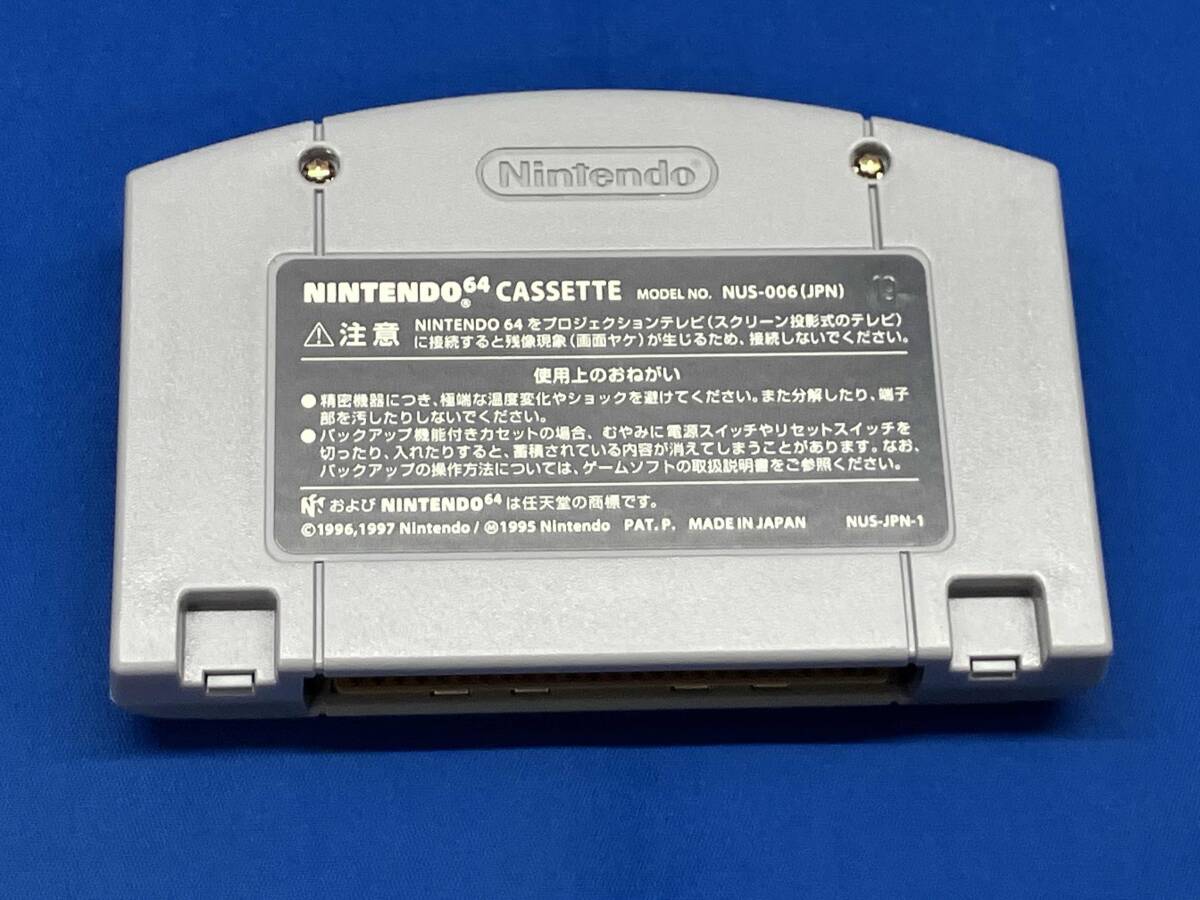 Nintendo®
NINTENDO64® CASSETTE MODEL NO. NUS-006(JPN) 19
注意 NINTENDO 64をプロジェクションテレビ(スクリーン投影式のテレビ)
に接続すると残像現象(画面ヤケ)が生じるため、接続しないでください。
使用上のおねがい
●精密機器につき、極端な温度変化やショックを避けてください。また分解したり、端子
部を汚したりしないでください。
●バックアップ機能付きカセットの場合、むやみに電源スイッチやリセットスイッチを
切ったり、入れたりすると、蓄積されている内容が消えてしまうことがあります。なお、
バックアップの操作方法については、ゲームソフトの取扱説明書をご参照ください。
および NINTENDO64 は任天堂の商標です。
©1996,1997 Nintendo/Ⓜ1995 Nintendo PAT.P. MADE IN JAPAN NUS-JPN-1